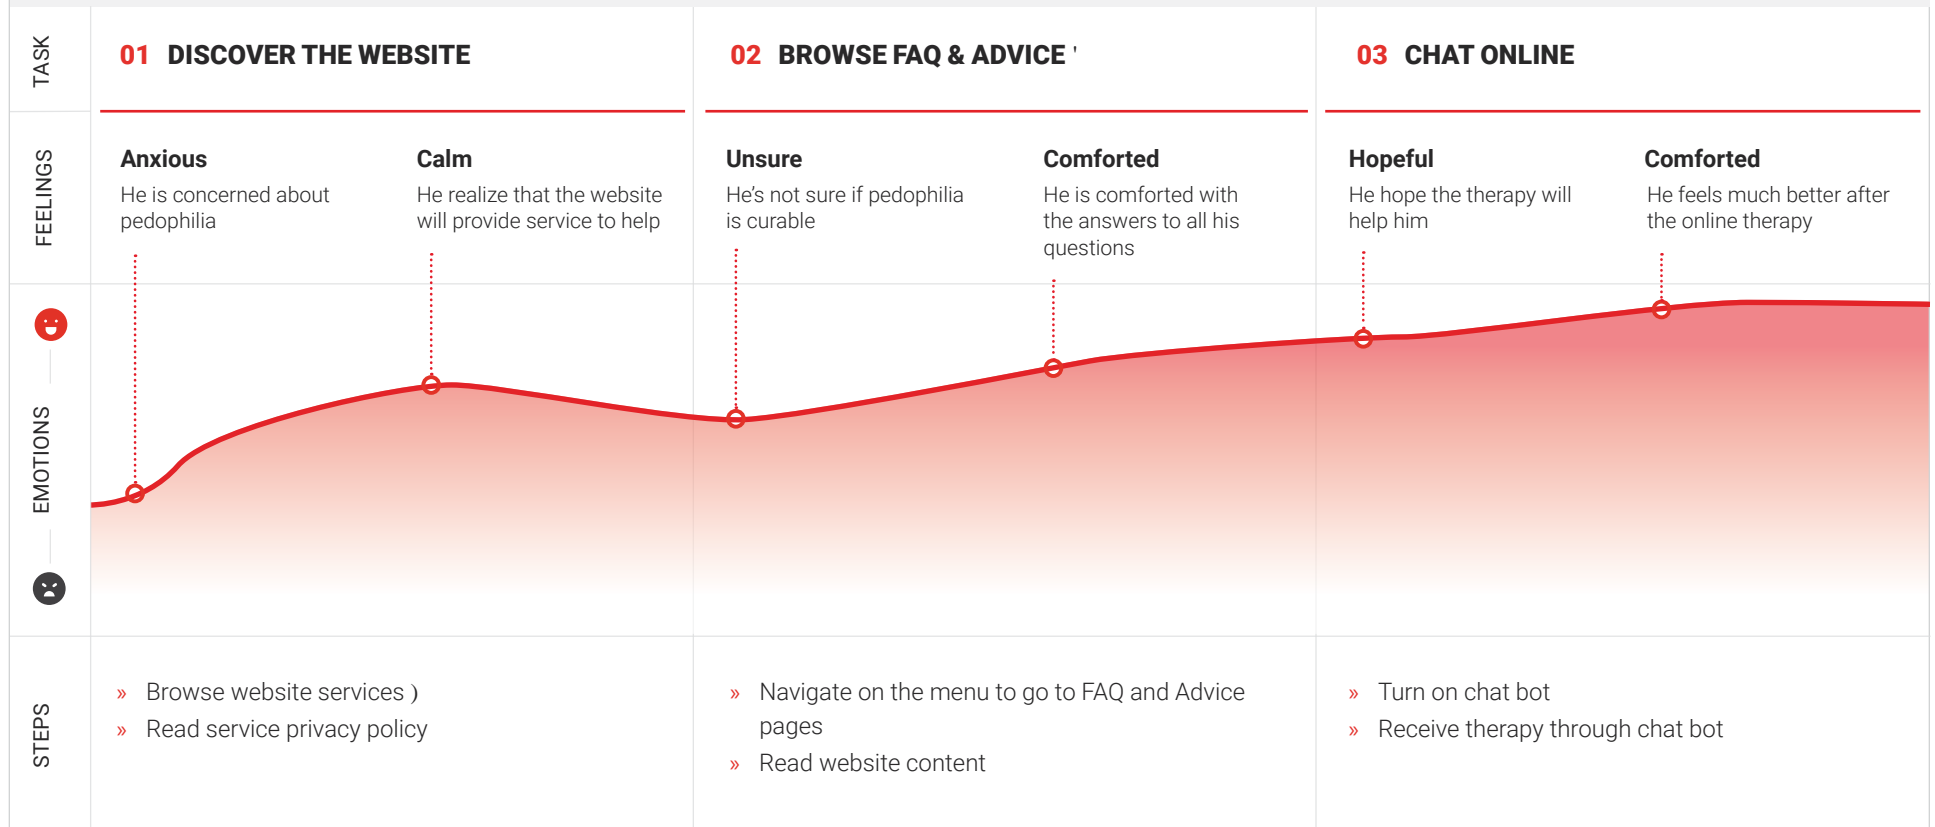 TASK
01 DISCOVER THE WEBSITE
02 BROWSE FAQ & ADVICE '
03 CHAT ONLINE
FEELINGS
Anxious
He is concerned about
pedophilia
Calm
He realize that the website
will provide service to help
Unsure
He's not sure if pedophilia
is curable
Comforted
He is comforted with
the answers to all his
questions
Hopeful
He hope the therapy will
help him
Comforted
He feels much better after
the online therapy
EMOTIONS
STEPS
» Browse website services )
» Read service privacy policy
» Navigate on the menu to go to FAQ and Advice
pages
» Read website content
» Turn on chat bot
» Receive therapy through chat bot